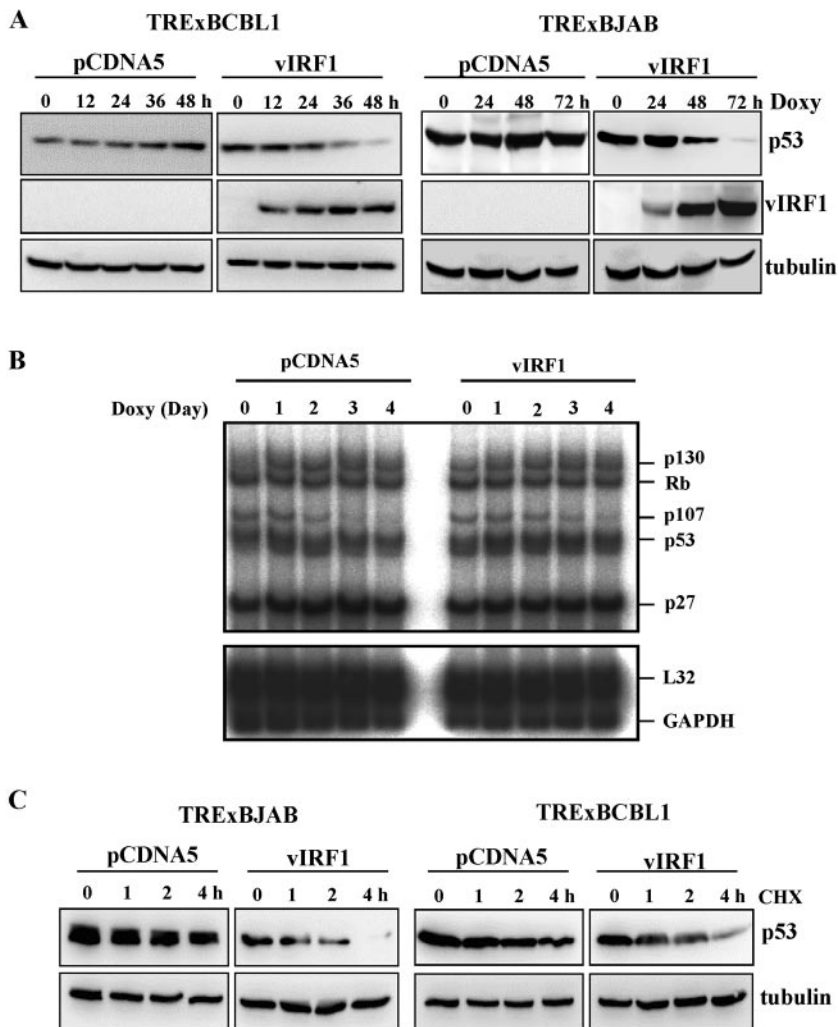 A
TRExBCBL1 TRExBJAB
pCDNA5 vIRF1 pCDNA5 vIRF1
0 12 24 36 48 h 0 12 24 36 48 h 0 24 48 72 h 0 24 48 72 h Doxy
p53
vIRF1
tubulin
B
pCDNA5 vIRF1
Doxy (Day) 0 1 2 3 4 0 1 2 3 4
p130
Rb
p107
p53
p27
L32
GAPDH
C
TRExBJAB TRExBCBL1
pCDNA5 vIRF1 pCDNA5 vIRF1
0 1 2 4 h 0 1 2 4 h 0 1 2 4 h 0 1 2 4 h CHX
p53
tubulin